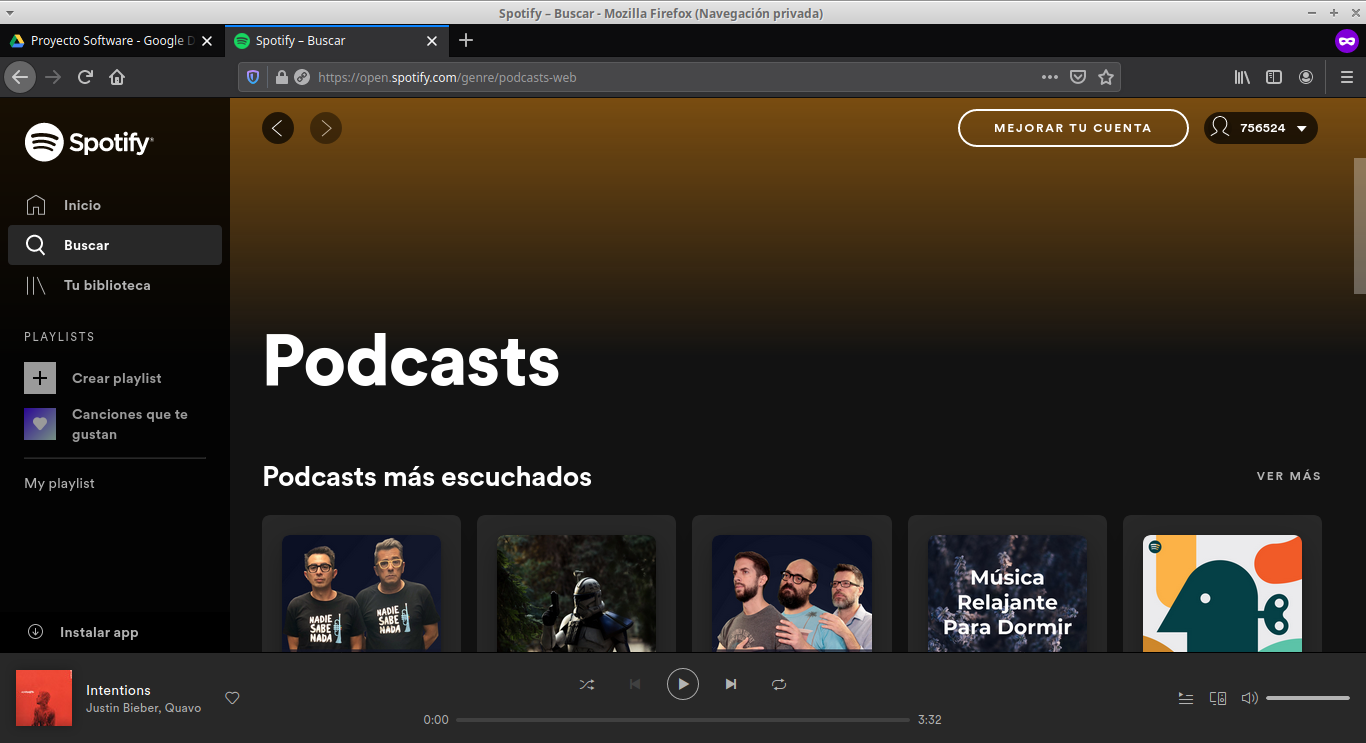 Spotify – Buscar - Mozilla Firefox (Navegación privada)
Proyecto Software - Google D
Spotify – Buscar
https://open.spotify.com/genre/podcasts-web
Spotify®
MEJORAR TU CUENTA
756524
Inicio
Buscar
Tu biblioteca
PLAYLISTS
Crear playlist
Canciones que te
gustan
My playlist
Instalar app
Podcasts
Podcasts más escuchados
VER MÁS
NADIE
SABE
NADA
NADIE
SABE
NADA
Música
Relajante
Para Dormir
Intentions
Justin Bieber, Quavo
0:00
3:32